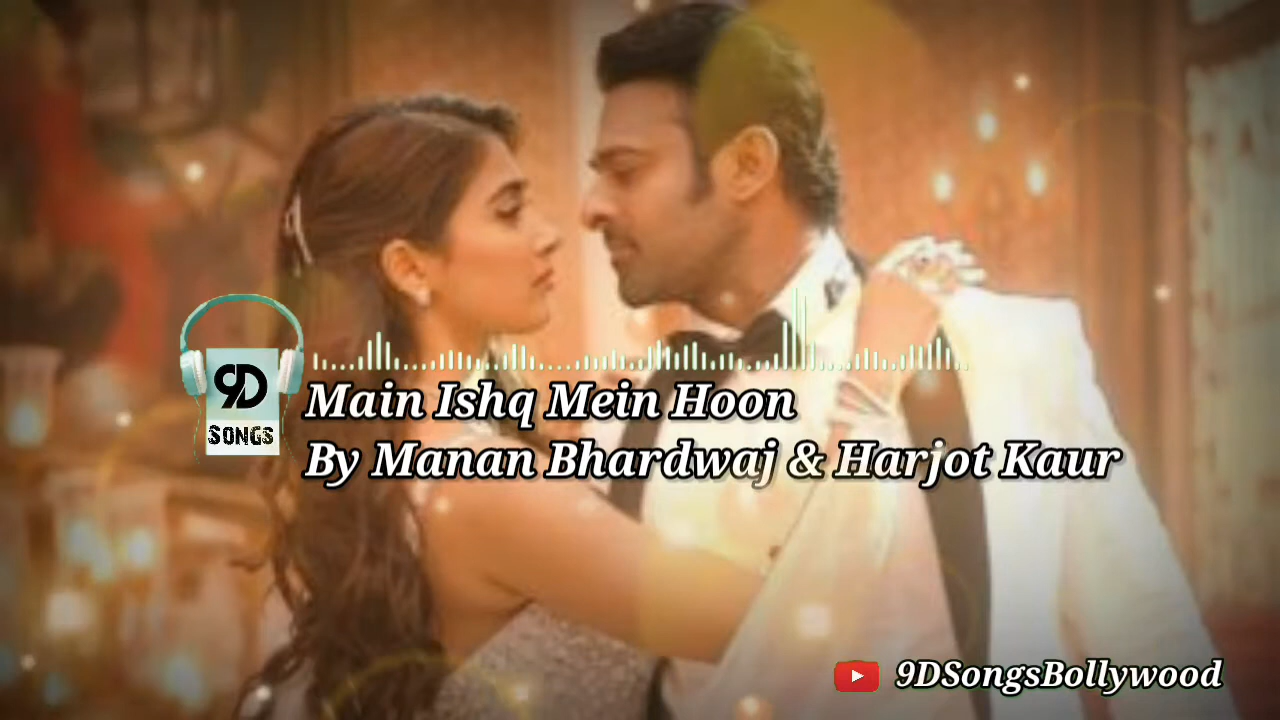 9D
SONGS
Main Ishq Mein Hoon
By Manan Bhardwaj & Harjot Kaur
9DSongsBollywood